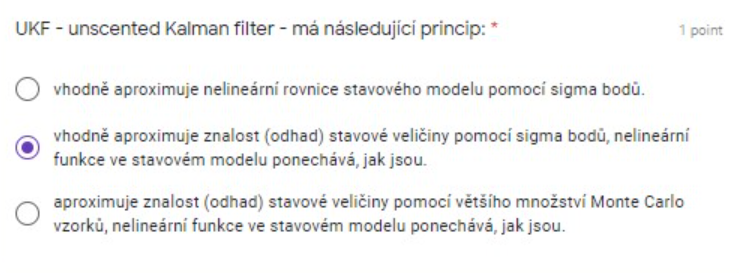 UKF - unscented Kalman filter - má následující princip: *
1 point
vhodně aproximuje nelineární rovnice stavového modelu pomocí sigma bodů.
vhodně aproximuje znalost (odhad) stavové veličiny pomocí sigma bodů, nelineární
funkce ve stavovém modelu ponechává, jak jsou.
aproximuje znalost (odhad) stavové veličiny pomocí většího množství Monte Carlo
vzorků, nelineární funkce ve stavovém modelu ponechává, jak jsou.